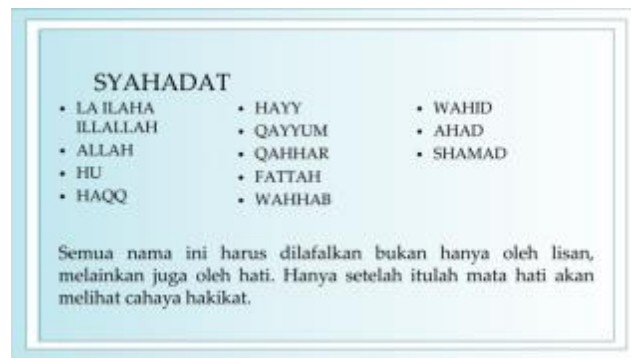 SYAHADAT
• LA ILAHA
ILLALLAH
• ALLAH
• HU
• HAQQ
• HAYY
• QAYYUM
• QAHHAR
• FATTAH
• WAHHAB
• WAHID
• AHAD
• SHAMAD
Semua nama ini harus dilafalkan bukan hanya oleh lisan,
melainkan juga oleh hati. Hanya setelah itulah mata hati akan
melihat cahaya hakikat.